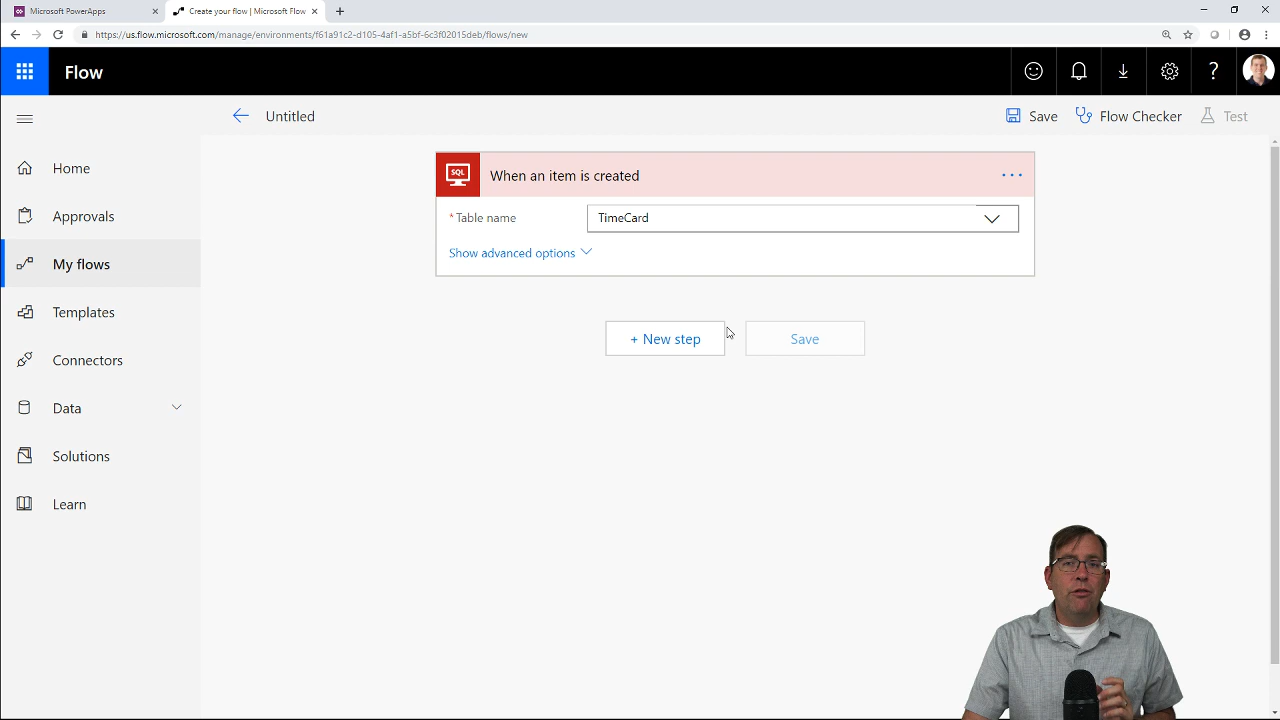 Microsoft PowerApps
Create your flow | Microsoft Flow
https://us.flow.microsoft.com/manage/environments/f61a91c2-d105-4af1-a5bf-6c3f02015deb/flows/new
Flow
?
Untitled
Save
Flow Checker
Test
Home
Approvals
My flows
Templates
Connectors
Data
Solutions
Learn
SQL
When an item is created
* Table name
TimeCard
Show advanced options
+ New step
Save